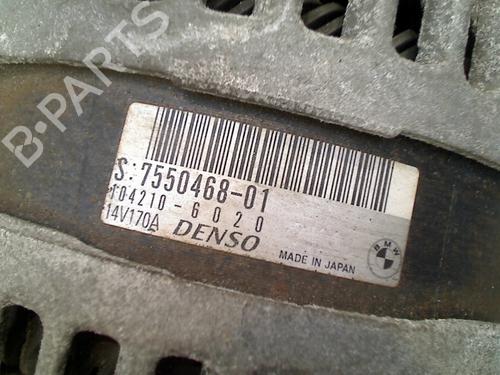 B-PARTS
S:7550468-01
104210-6020
14V170A DENSO
MADE IN JAPAN
BMW